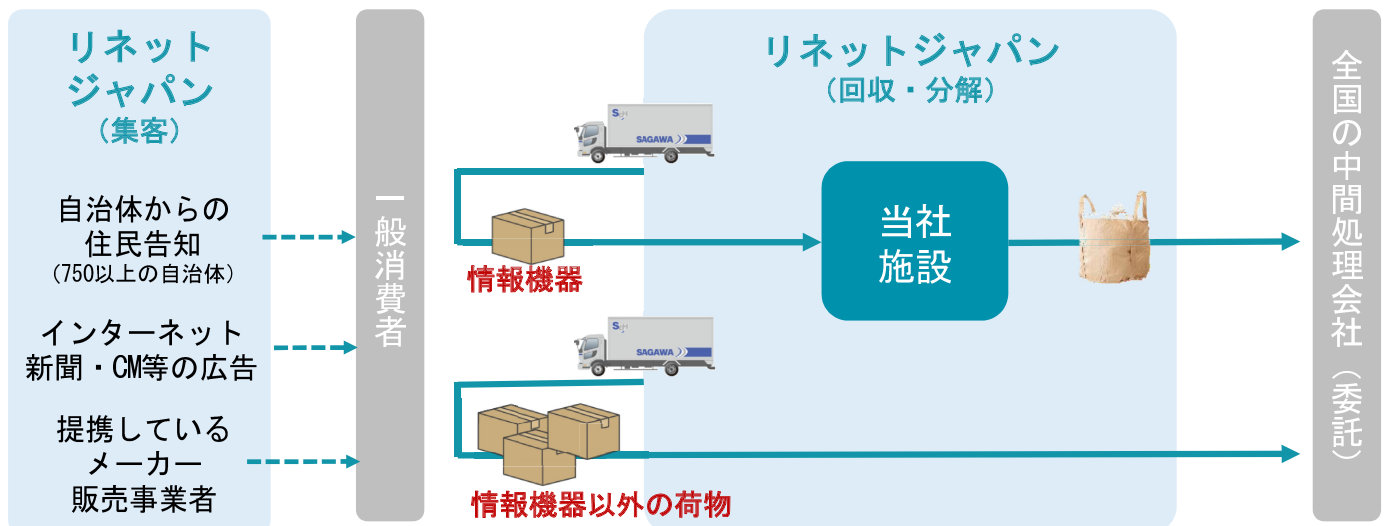 リネット
ジャパン
（集客）
自治体からの
住民告知
（750以上の自治体）
インターネット
新聞・CM等の広告
提携している
メーカー
販売事業者
一般消費者
リネットジャパン
（回収・分解）
SAGAWA
情報機器
当社
施設
SAGAWA
情報機器以外の荷物
全国の中間処理会社（委託）